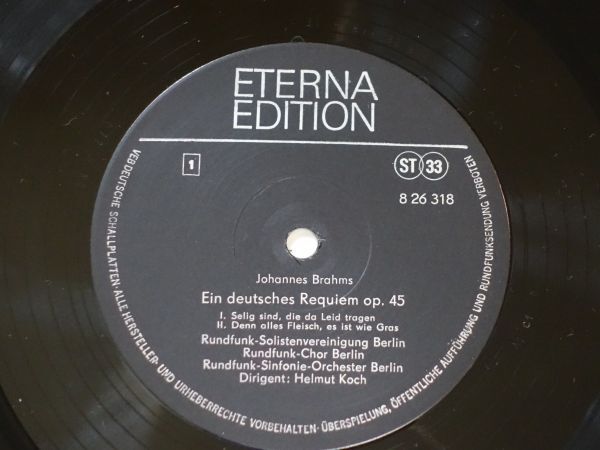 ETERNA
EDITION
1
ST 33
8 26 318
Johannes Brahms
Ein deutsches Requiem op. 45
I. Selig sind, die da Leid tragen
II. Denn alles Fleisch, es ist wie Gras
Rundfunk-Solistenvereinigung Berlin
Rundfunk-Chor Berlin
Rundfunk-Sinfonie-Orchester Berlin
Dirigent: Helmut Koch
VEB DEUTSCHE SCHALLPLATTEN · ALLE HERSTELLER- UND URHEBERRECHTE VORBEHALTEN · ÜBERSPIELUNG, ÖFFENTLICHE AUFFÜHRUNG UND RUNDFUNKSENDUNG VERBOTEN